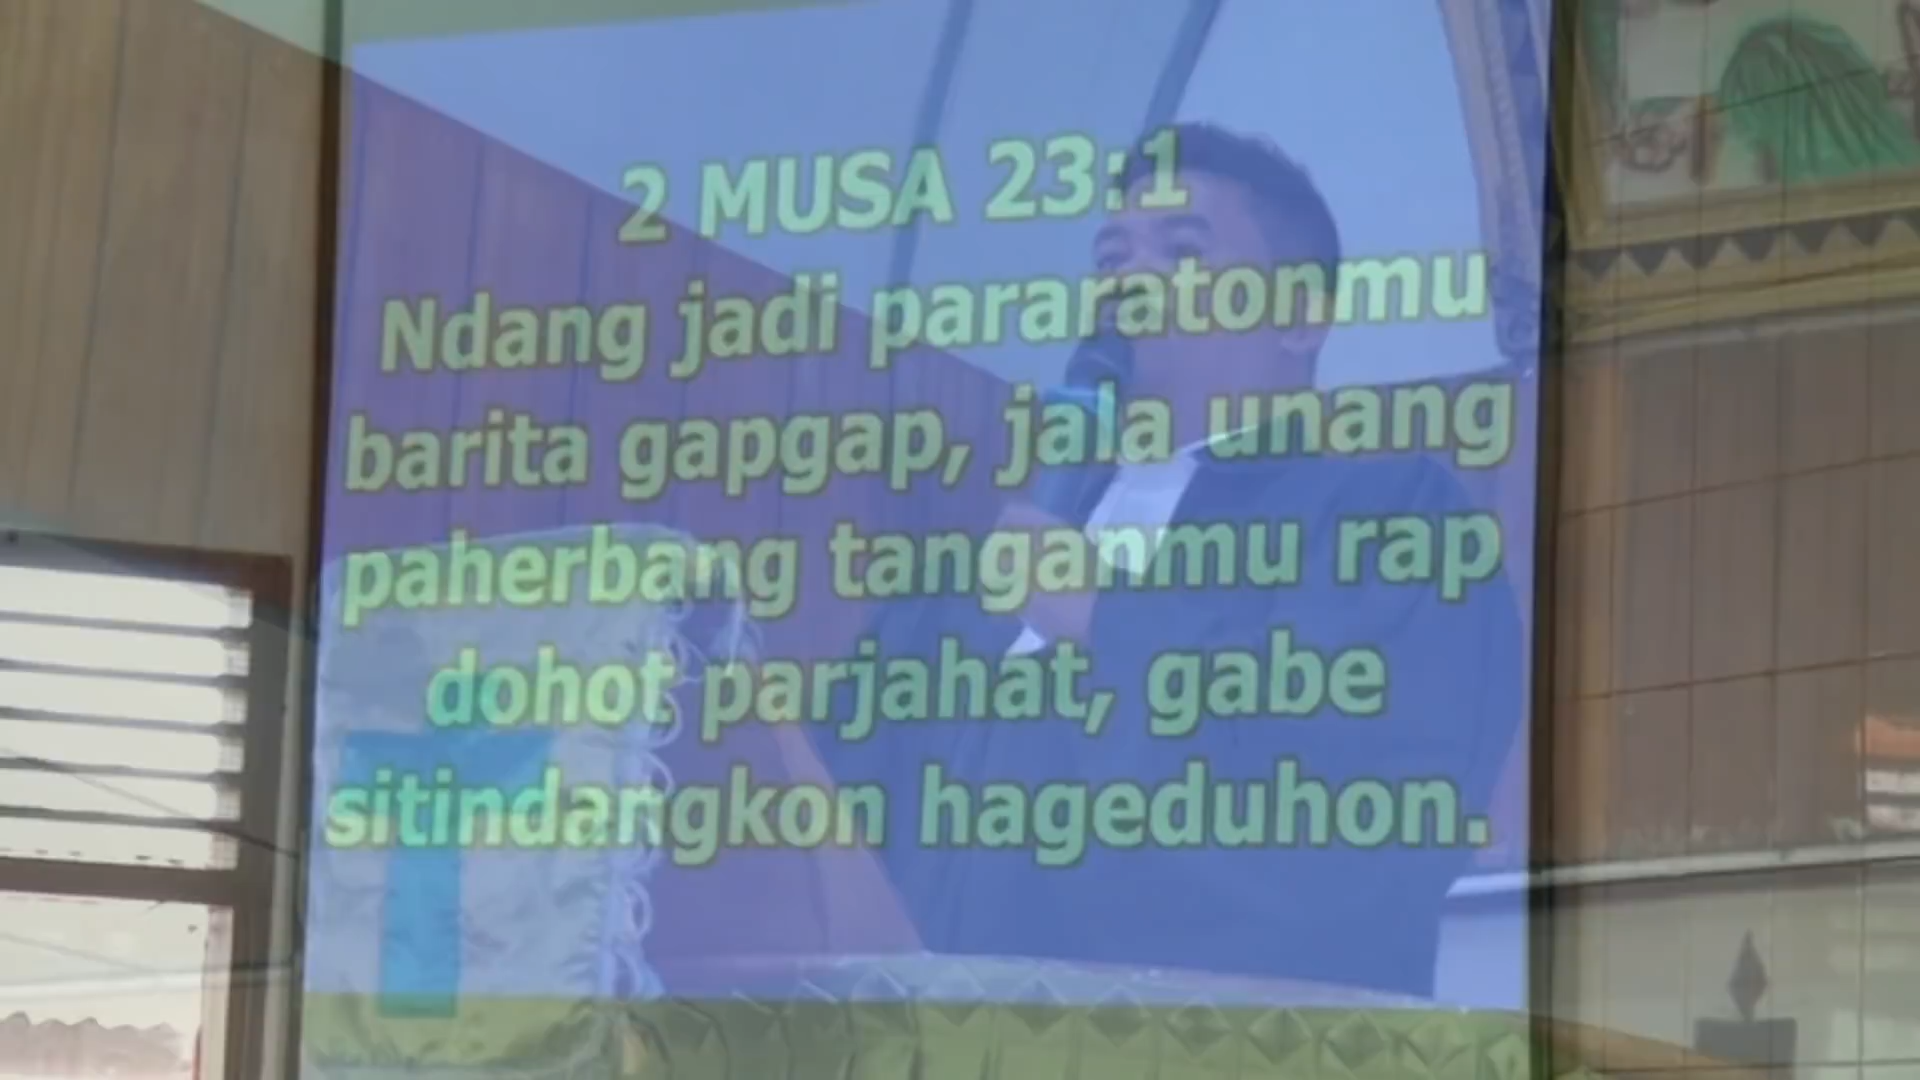 2 MUSA 23:1
Ndang jadi pararatonmu
barita gapgap, jala unang
paherbang tanganmu rap
dohot parjahat, gabe
sitindangkon hageduhon.